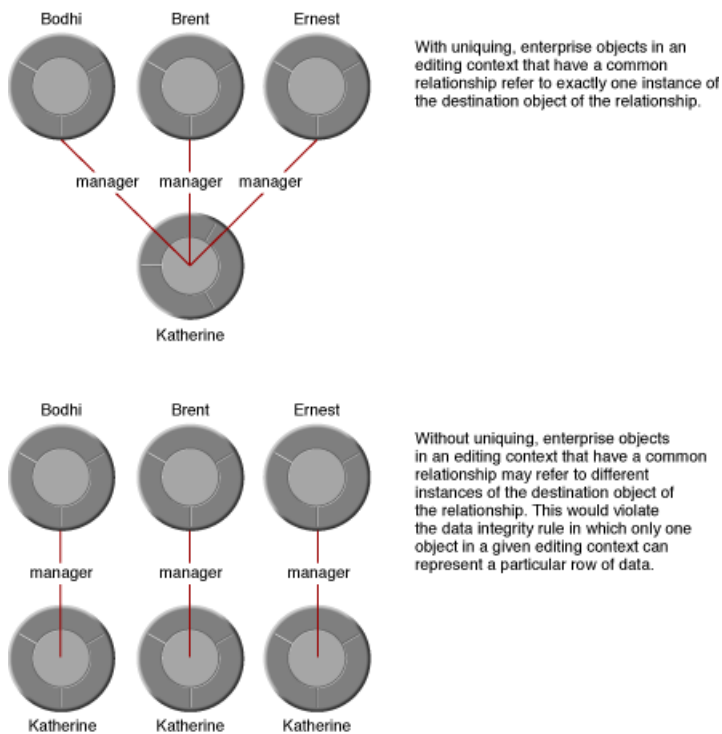 Bodhi Brent Ernest
With uniquing, enterprise objects in an
editing context that have a common
relationship refer to exactly one instance of
the destination object of the relationship.
manager manager manager
Katherine
Bodhi Brent Ernest
Without uniquing, enterprise objects
in an editing context that have a common
relationship may refer to different
instances of the destination object of
the relationship. This would violate
the data integrity rule in which only one
object in a given editing context can
represent a particular row of data.
manager manager manager
Katherine Katherine Katherine